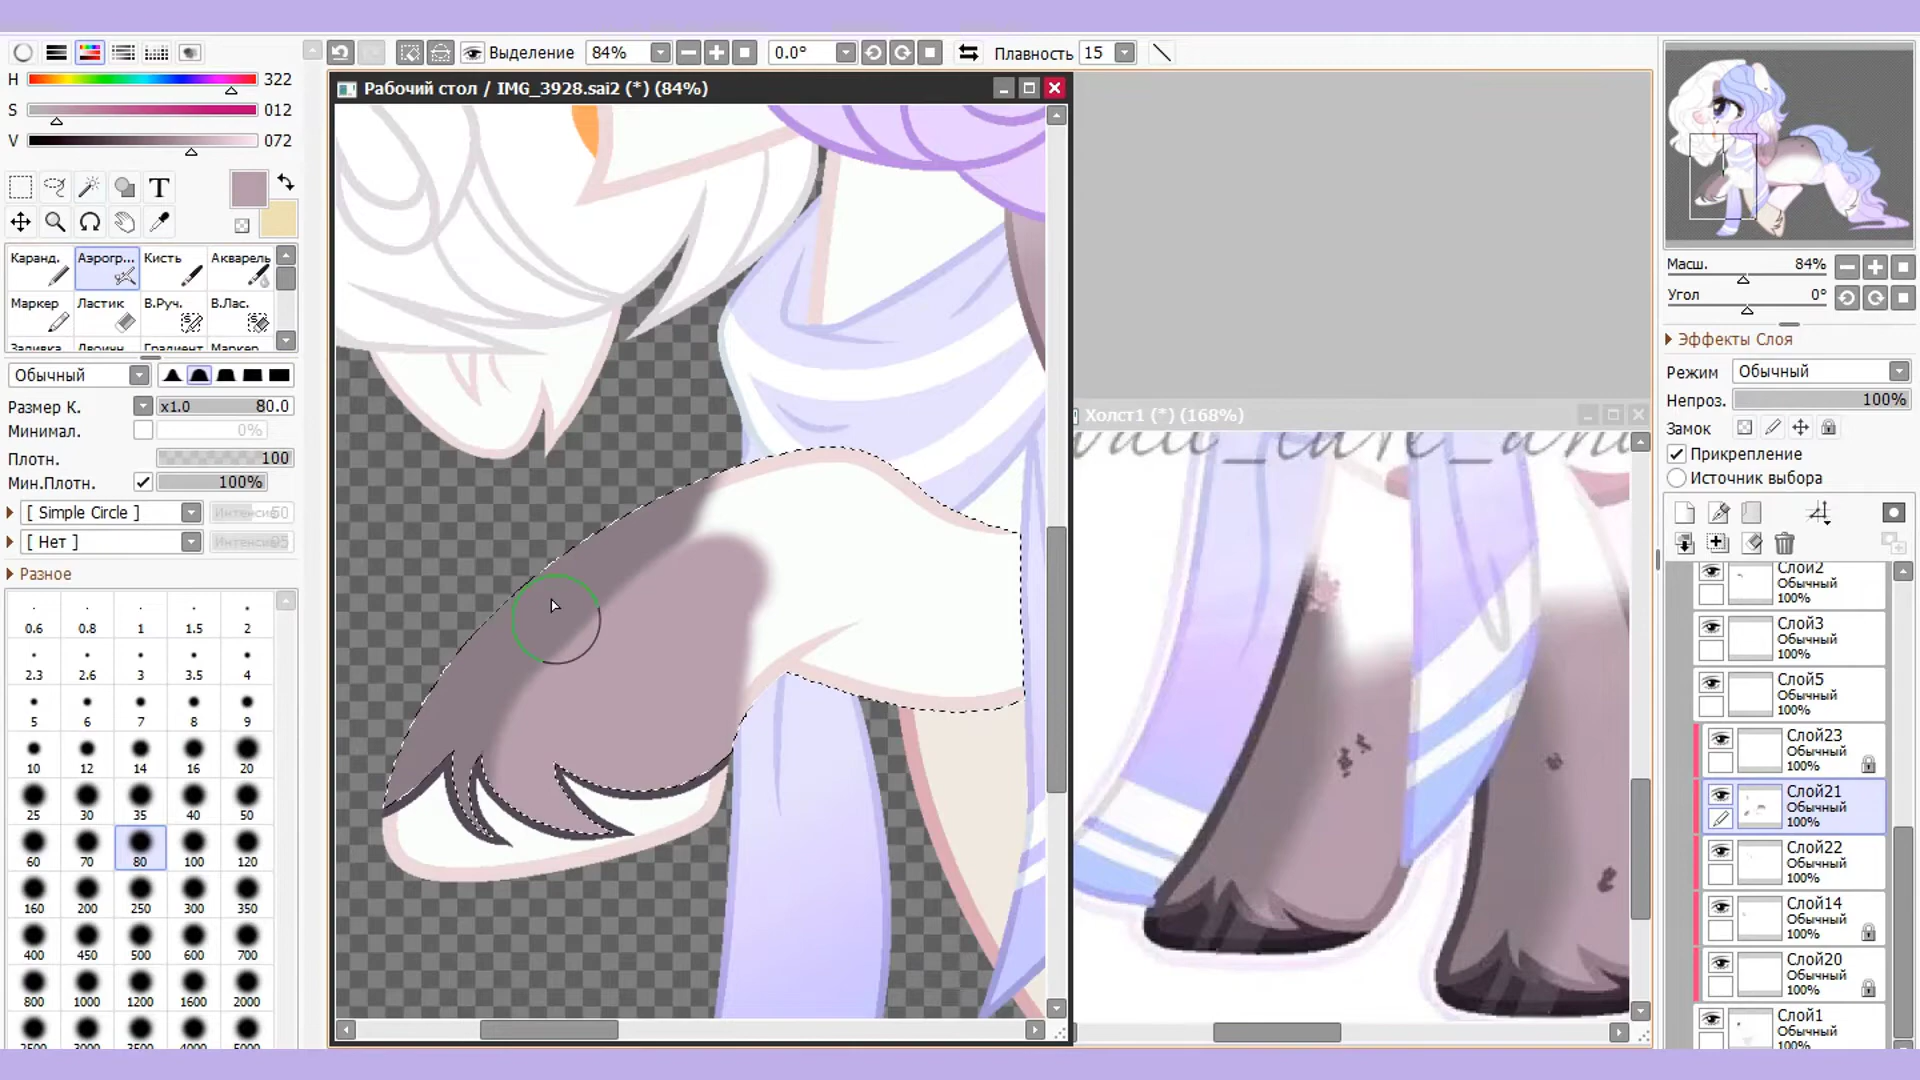 Выделение
84%
0.0°
Плавность
15
H
322
S
012
V
072
T
Рабочий стол / IMG_3928.sai2 (*) (84%)
Масш.
84%
Угол
0°
Каранд.
Аэрогр...
Кисть
Акварель
Маркер
Ластик
В.Руч.
В.Лас.
Заливка
Двоичн
Градиент
Маркер
Эффекты Слоя
Обычный
Режим
Обычный
Размер К.
x1.0
80.0
Непроз.
100%
Холст1 (*) (168%)
Минимал.
0%
Замок
Плотн.
100
Прикрепление
Мин.Плотн.
100%
Источник выбора
[ Simple Circle ]
[ Нет ]
Разное
0.6
0.8
1
1.5
2
2.3
2.6
3
3.5
4
5
6
7
8
9
10
12
14
16
20
25
30
35
40
50
60
70
80
100
120
160
200
250
300
350
400
450
500
600
700
800
1000
1200
1600
2000
Слой2
Обычный
100%
Слой3
Обычный
100%
Слой5
Обычный
100%
Слой23
Обычный
100%
Слой21
Обычный
100%
Слой22
Обычный
100%
Слой14
Обычный
100%
Слой20
Обычный
100%
Слой1
Обычный